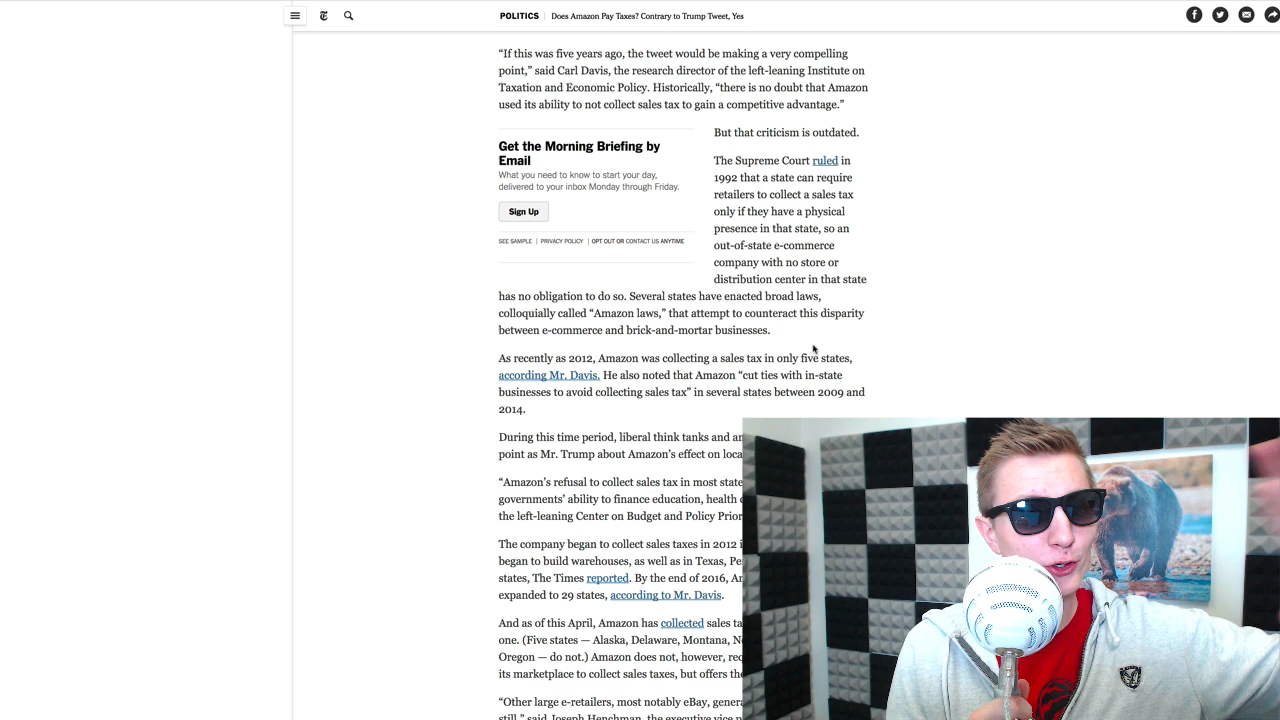 POLITICS | Does Amazon Pay Taxes? Contrary to Trump Tweet, Yes
“If this was five years ago, the tweet would be making a very compelling
point,” said Carl Davis, the research director of the left-leaning Institute on
Taxation and Economic Policy. Historically, “there is no doubt that Amazon
used its ability to not collect sales tax to gain a competitive advantage.”
Get the Morning Briefing by
Email
What you need to know to start your day,
delivered to your inbox Monday through Friday.
Sign Up
SEE SAMPLE | PRIVACY POLICY | OPT OUT OR CONTACT US ANYTIME
But that criticism is outdated.
The Supreme Court ruled in
1992 that a state can require
retailers to collect a sales tax
only if they have a physical
presence in that state, so an
out-of-state e-commerce
company with no store or
distribution center in that state
has no obligation to do so. Several states have enacted broad laws,
colloquially called “Amazon laws,” that attempt to counteract this disparity
between e-commerce and brick-and-mortar businesses.
As recently as 2012, Amazon was collecting a sales tax in only five states,
according Mr. Davis. He also noted that Amazon “cut ties with in-state
businesses to avoid collecting sales tax” in several states between 2009 and
2014.
During this time period, liberal think tanks and
point as Mr. Trump about Amazon’s effect on
“Amazon’s refusal to collect sales tax in most
governments’ ability to finance education, health
the left-leaning Center on Budget and Policy
The company began to collect sales taxes in 2012
began to build warehouses, as well as in Texas,
states, The Times reported. By the end of 2016,
expanded to 29 states, according to Mr. Davis.
And as of this April, Amazon has collected sales
one. (Five states — Alaska, Delaware, Montana,
Oregon — do not.) Amazon does not, however,
its marketplace to collect sales taxes, but offers
“Other large e-retailers, most notably eBay,
still,” said Joseph Henchman, the executive vice